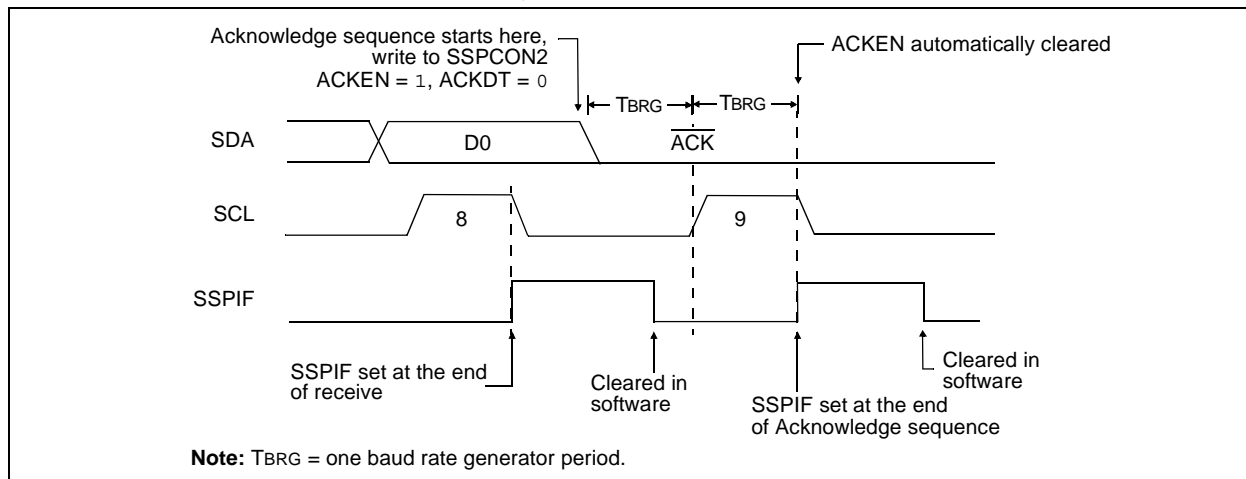 Acknowledge sequence starts here,
write to SSPCON2
ACKEN = 1, ACKDT = 0
ACKEN automatically cleared
TBRG
TBRG
SDA
D0
ACK
SCL
8
9
SSPIF
SSPIF set at the end
of receive
Cleared in
software
SSPIF set at the end
of Acknowledge sequence
Cleared in
software
Note: TBRG = one baud rate generator period.